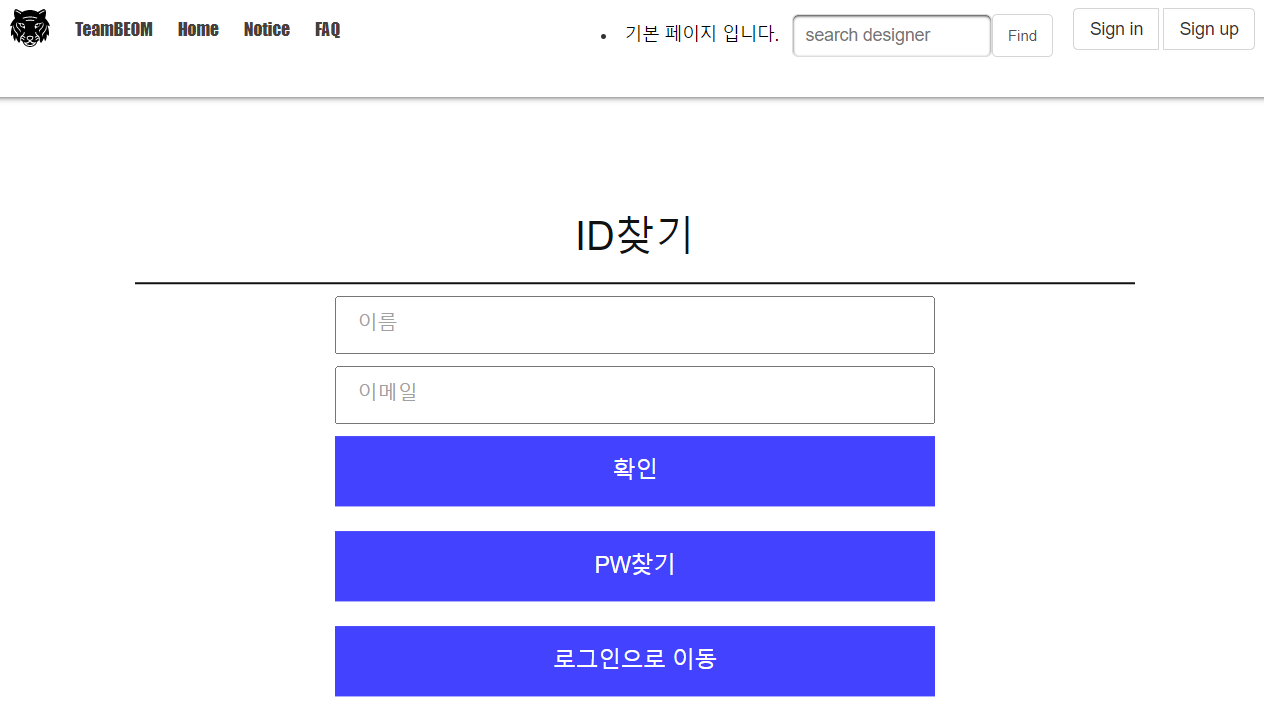 TeamBEOM Home Notice FAQ
• 기본 페이지 입니다. search designer Find Sign in Sign up
ID찾기
이름
이메일
확인
PW찾기
로그인으로 이동